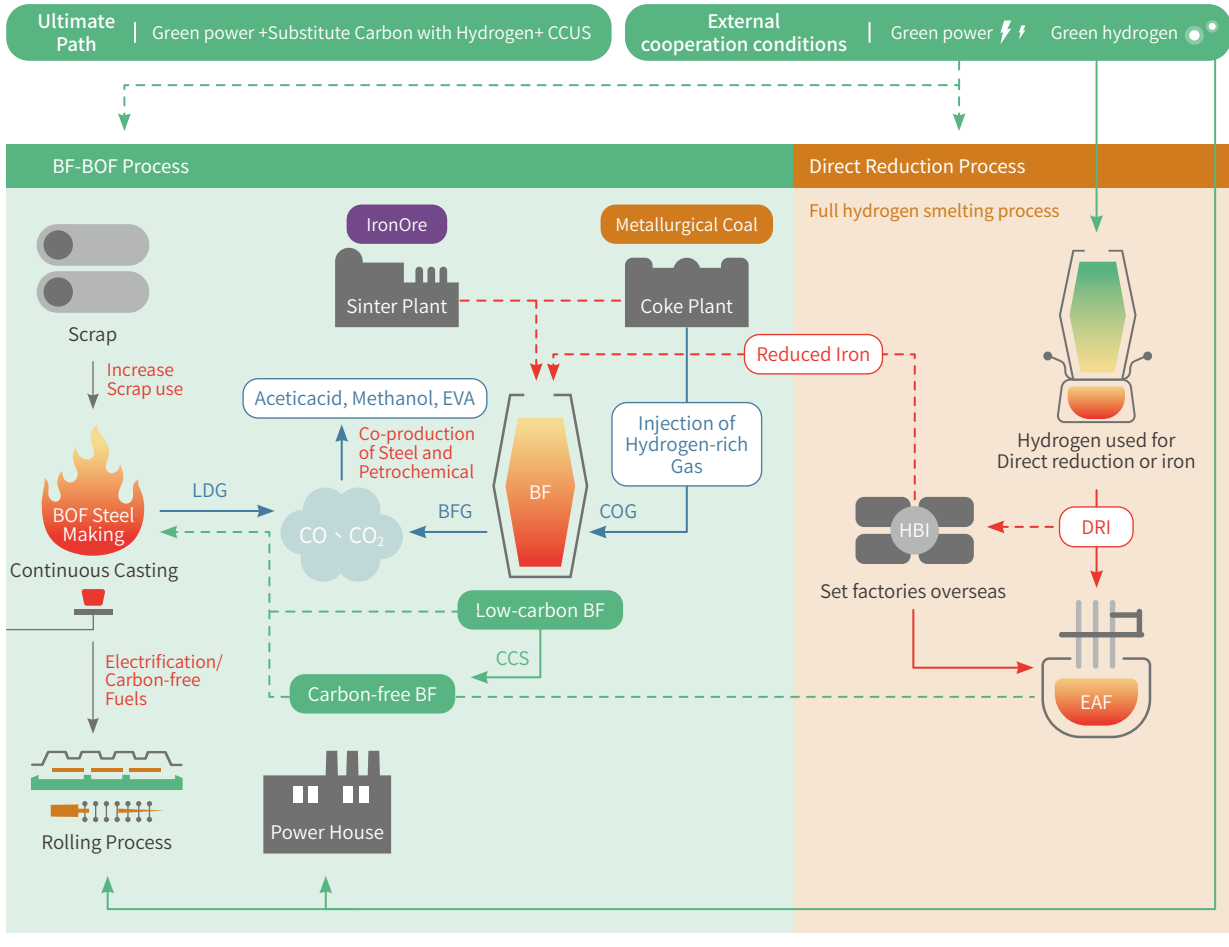 Ultimate
Path
Green power +Substitute Carbon with Hydrogen+ CCUS
External
cooperation conditions
Green power
Green hydrogen
BF-BOF Process
Direct Reduction Process
Full hydrogen smelting process
IronOre
Metallurgical Coal
Sinter Plant
Coke Plant
Scrap
Increase
Scrap use
Reduced Iron
Aceticacid, Methanol, EVA
Co-production
of Steel and
Petrochemical
Injection of
Hydrogen-rich
Gas
Hydrogen used for
Direct reduction or iron
BOF Steel
Making
LDG
CO、CO₂
BFG
BF
COG
HBI
DRI
Continuous Casting
Set factories overseas
Low-carbon BF
CCS
Electrification/
Carbon-free
Fuels
Carbon-free BF
EAF
Power House
Rolling Process